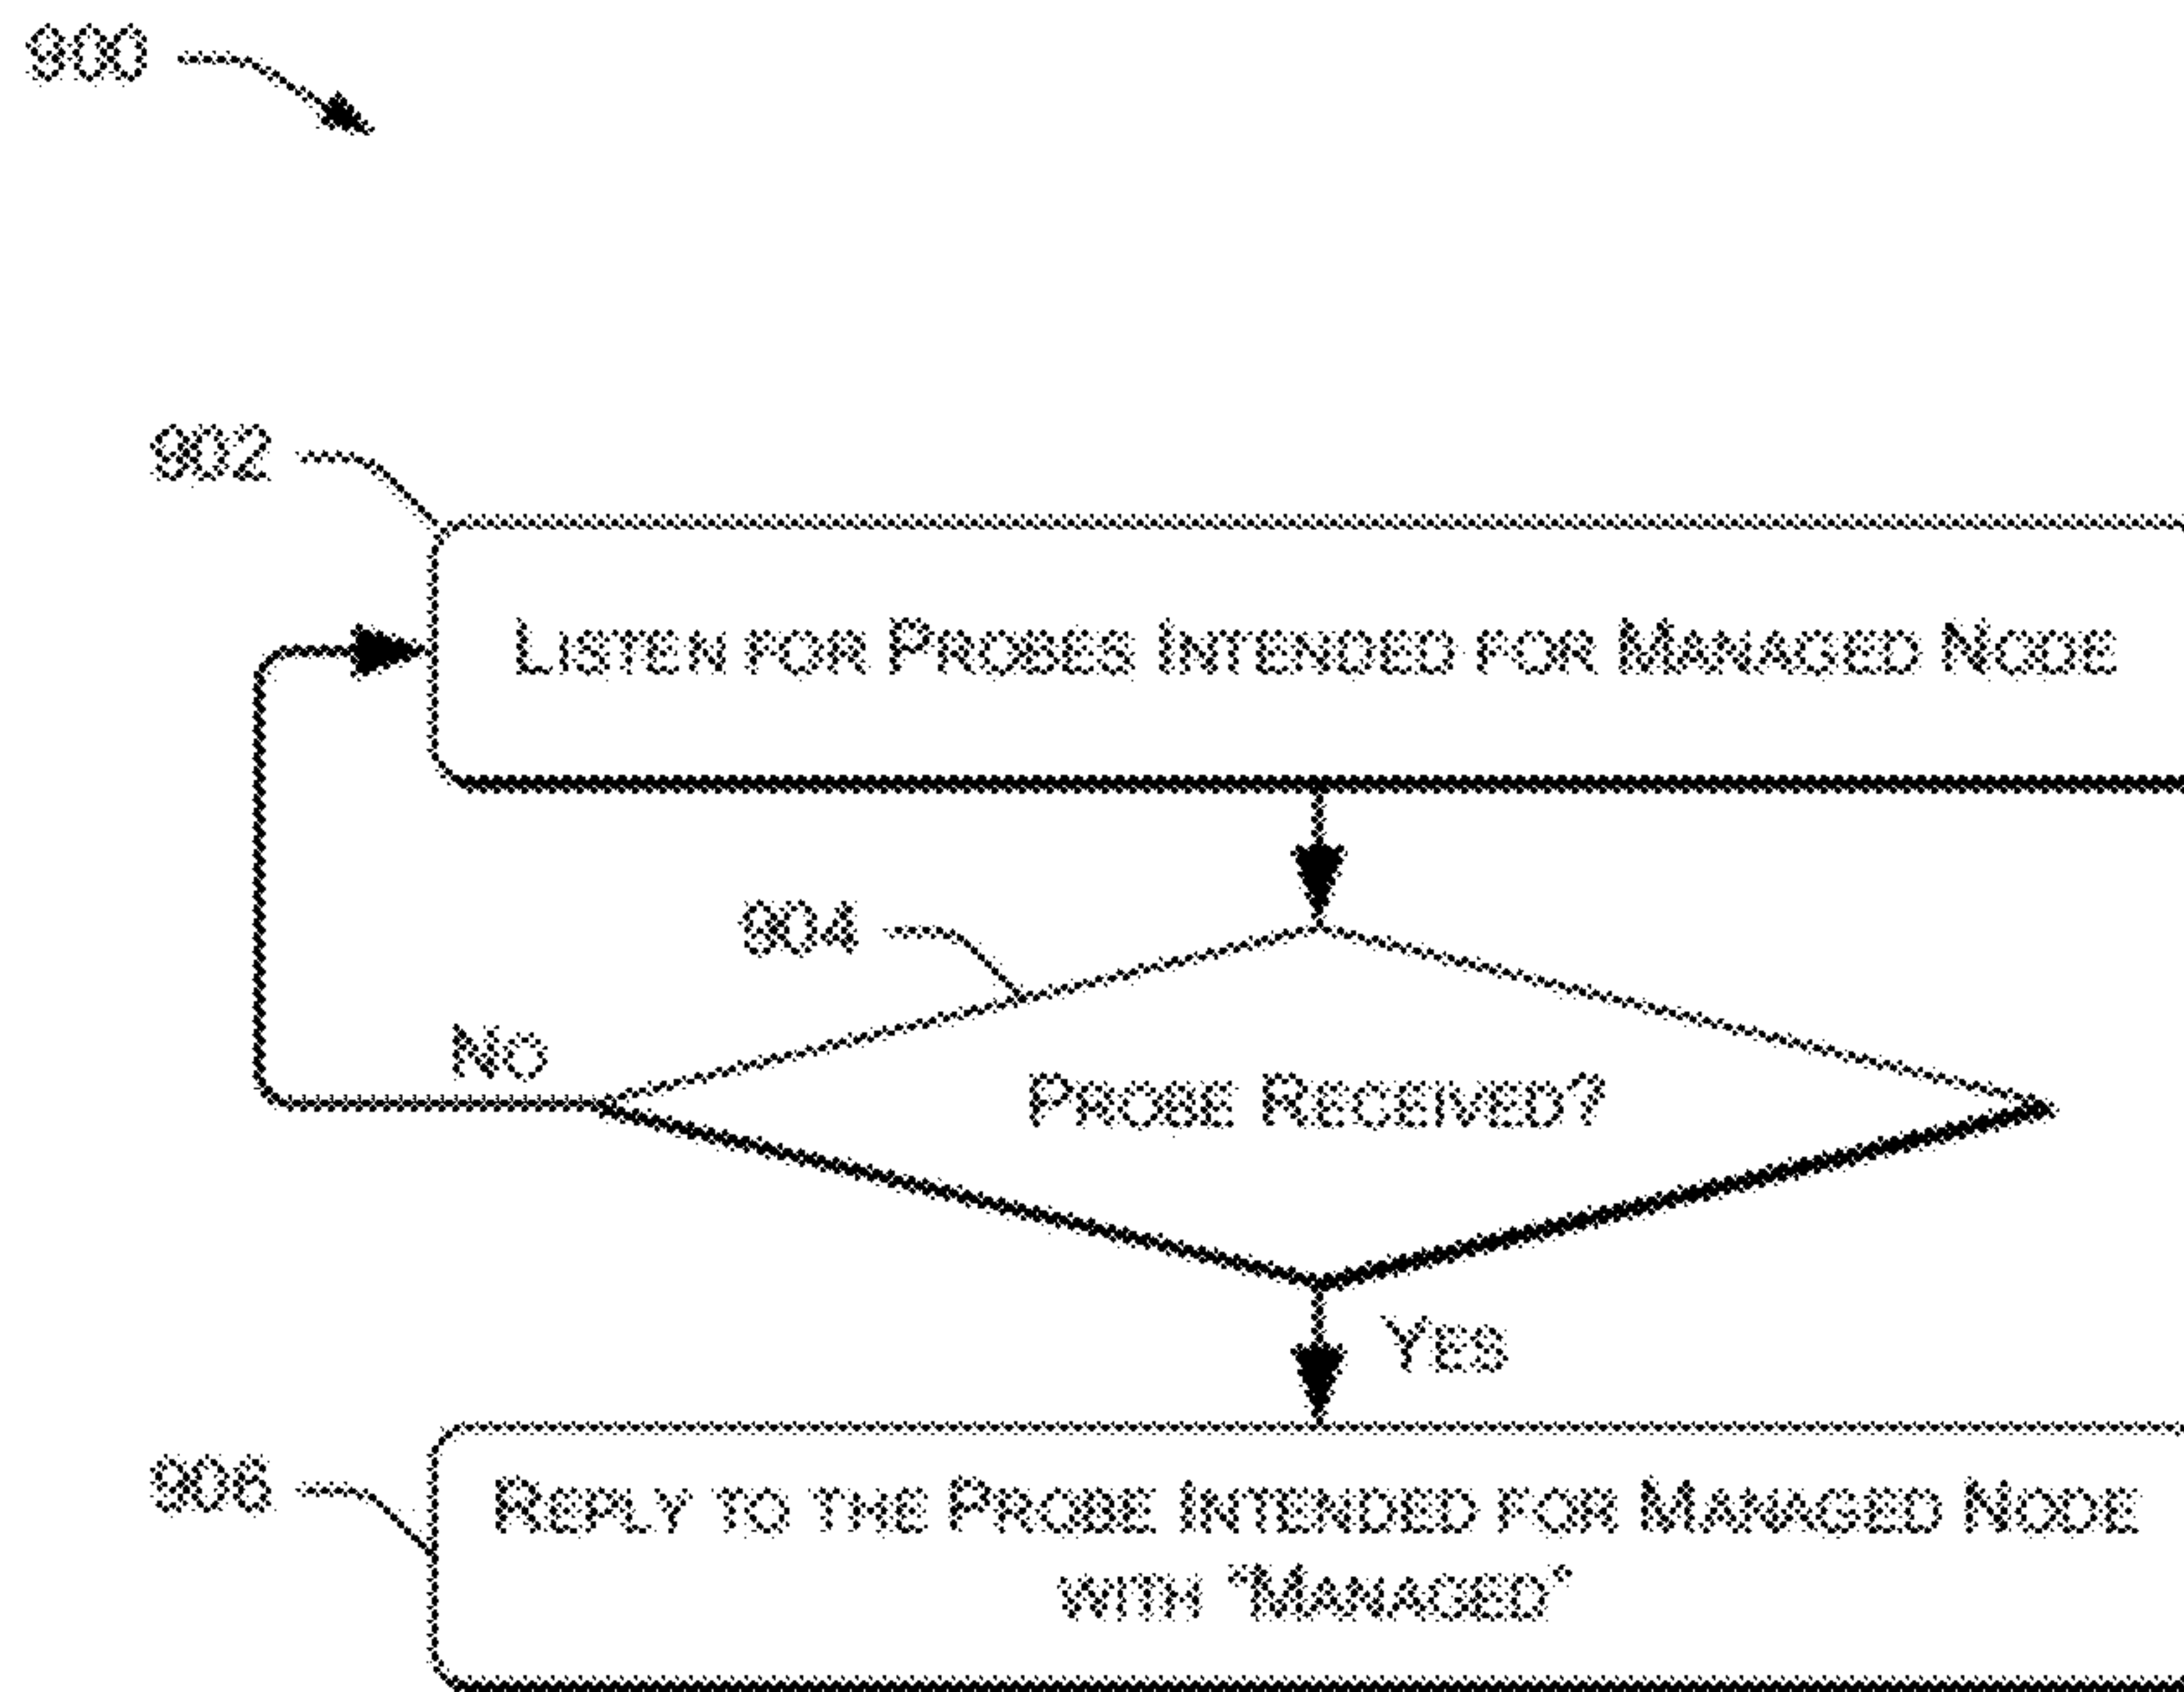 900
902
LISTEN FOR PROBES INTENDED FOR MANAGED NODE
904
NO
PROBE RECEIVED?
YES
906
REPLY TO THE PROBE INTENDED FOR MANAGED NODE
WITH "MANAGED"